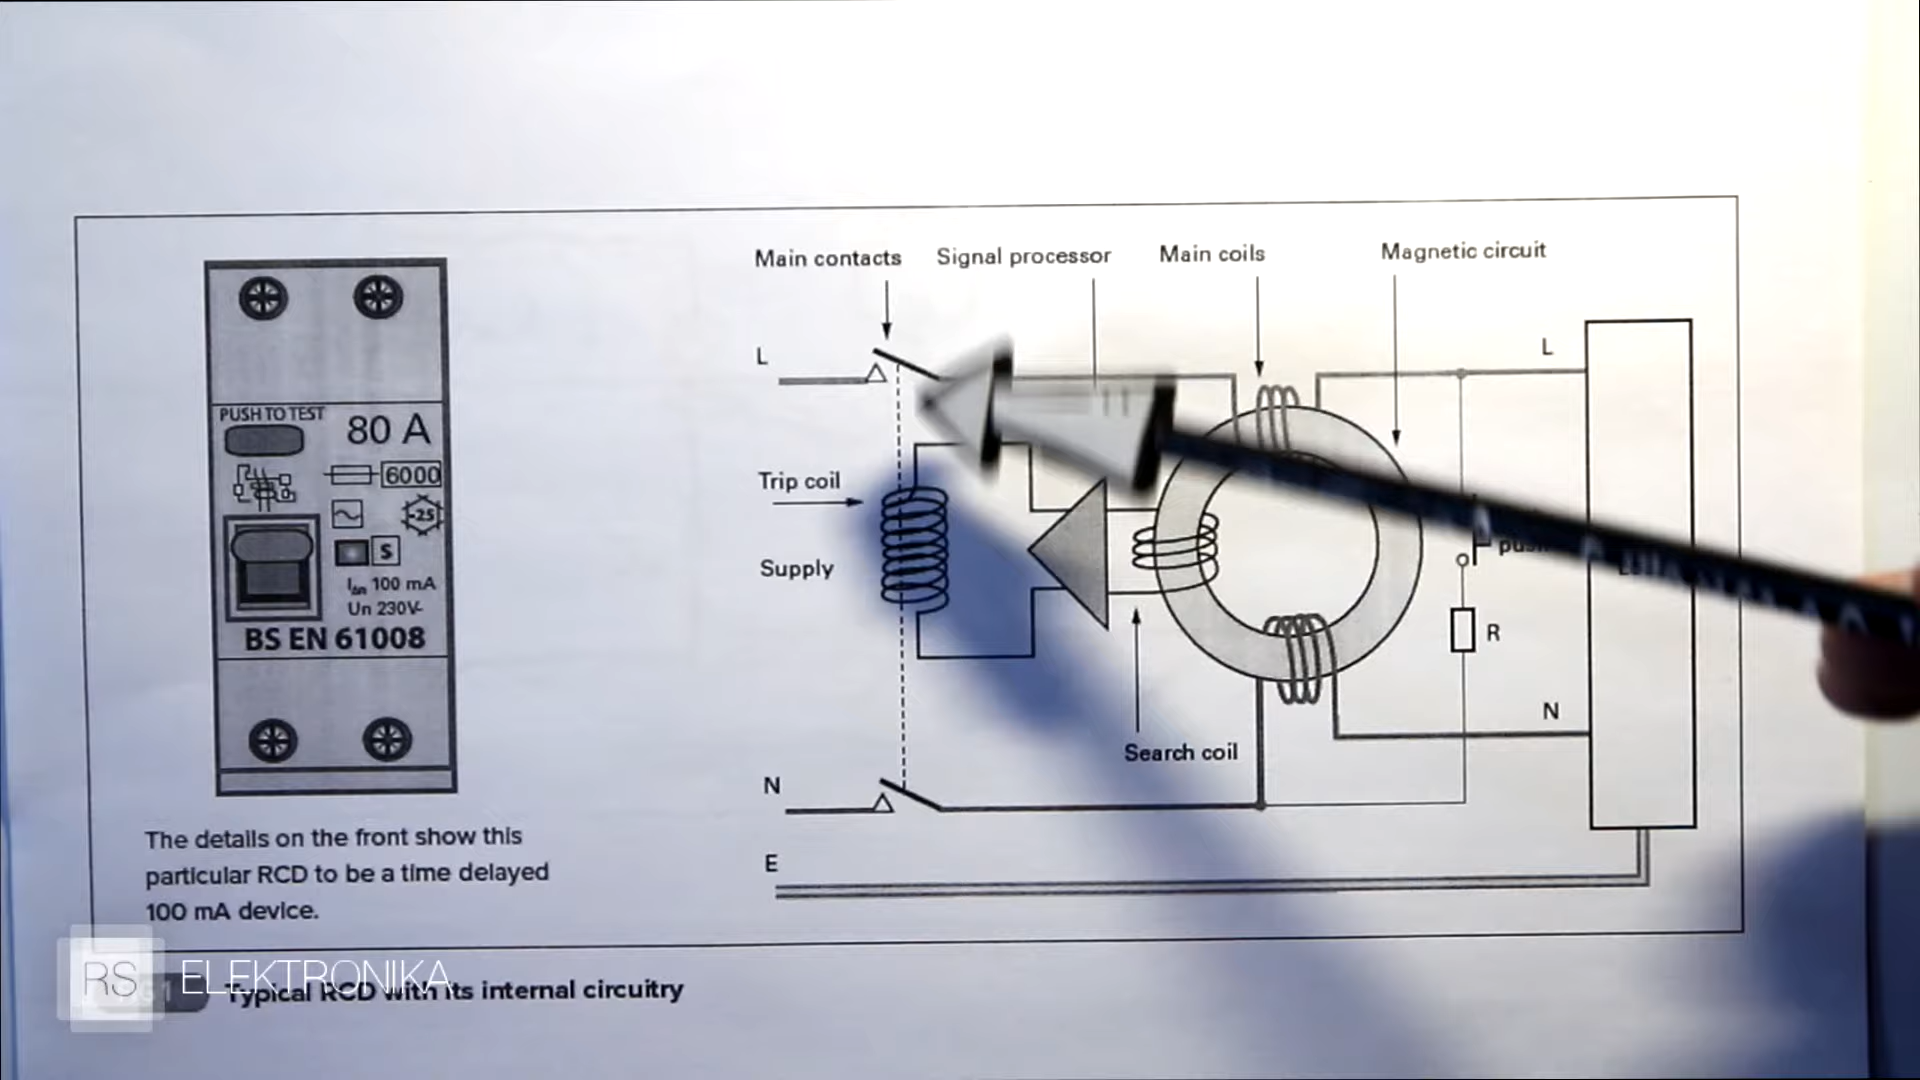 Main contacts
Signal processor
Main coils
Magnetic circuit
L
L
PUSH TO TEST
80 A
6000
-25
S
I∆n 100 mA
Un 230V~
BS EN 61008
Trip coil
Supply
R
N
Search coil
N
E
The details on the front show this
particular RCD to be a time delayed
100 mA device.
RS ELEKTRONIKA
Typical RCD with its internal circuitry